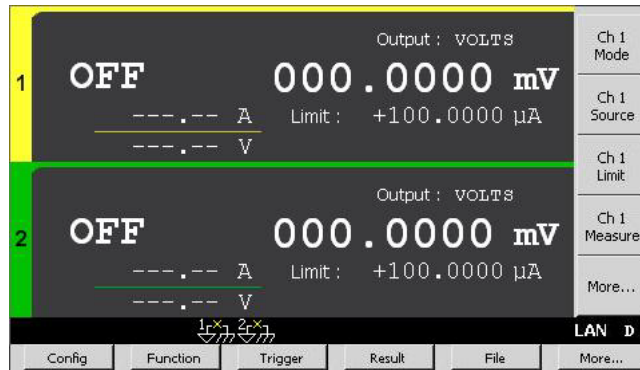 1
Output : VOLTS
OFF
000.0000 mV
---.-- A
Limit : +100.0000 µA
---.-- V
2
Output : VOLTS
OFF
000.0000 mV
---.-- A
Limit : +100.0000 µA
---.-- V
Ch 1
Mode
Ch 1
Source
Ch 1
Limit
Ch 1
Measure
More...
1 2
LAN D
Config Function Trigger Result File More...